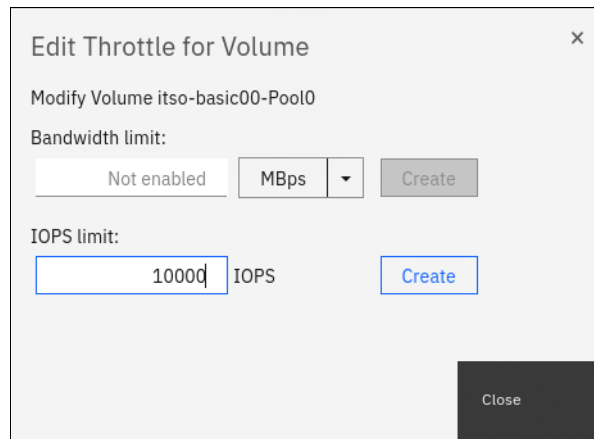 Edit Throttle for Volume
×
Modify Volume itso-basic00-Pool0
Bandwidth limit:
Not enabled MBps Create
IOPS limit:
10000 IOPS Create
Close